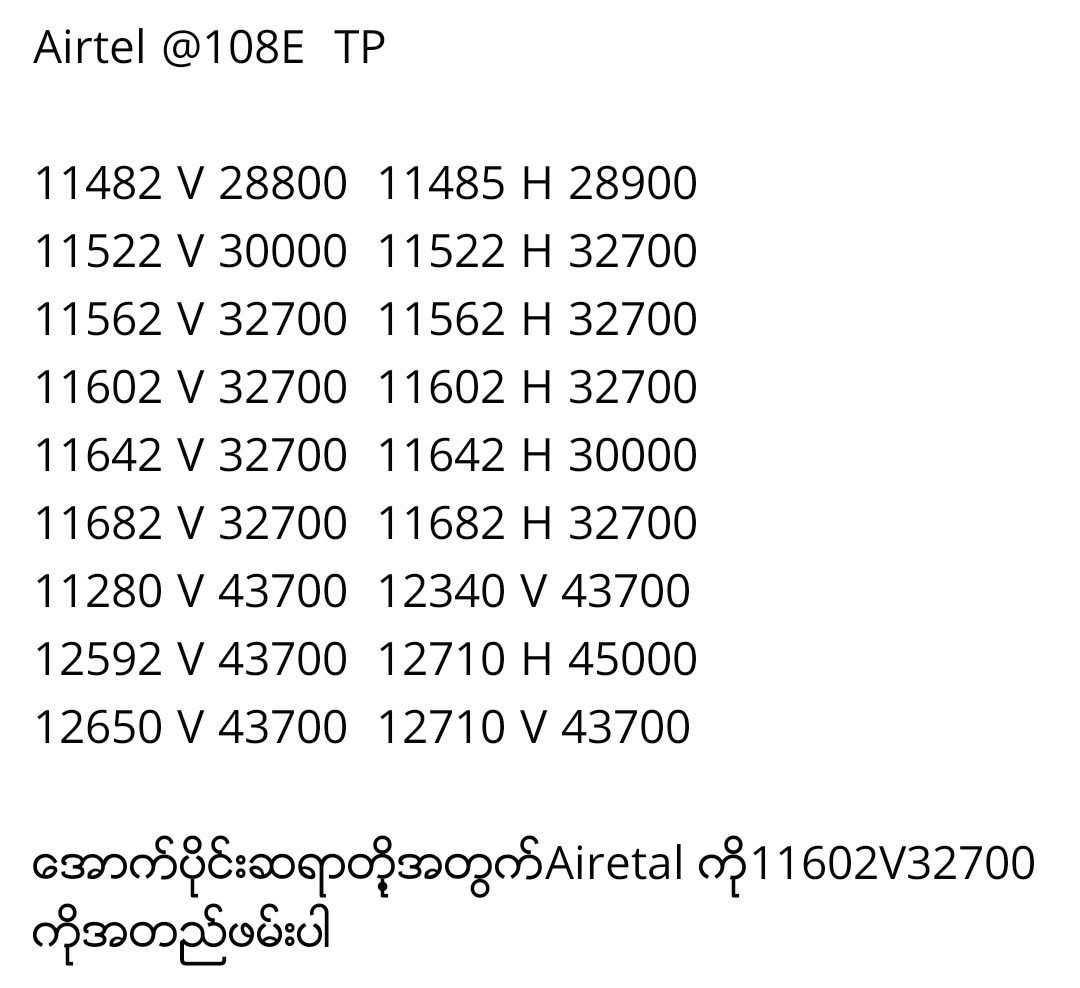 Airtel @108E TP
11482 V 28800 11485 H 28900
11522 V 30000 11522 H 32700
11562 V 32700 11562 H 32700
11602 V 32700 11602 H 32700
11642 V 32700 11642 H 30000
11682 V 32700 11682 H 32700
11280 V 43700 12340 V 43700
12592 V 43700 12710 H 45000
12650 V 43700 12710 V 43700
အောက်ပိုင်းဆရာတို့အတွက်Airetal ကို11602V32700
ကိုအတည်ဖမ်းပါ